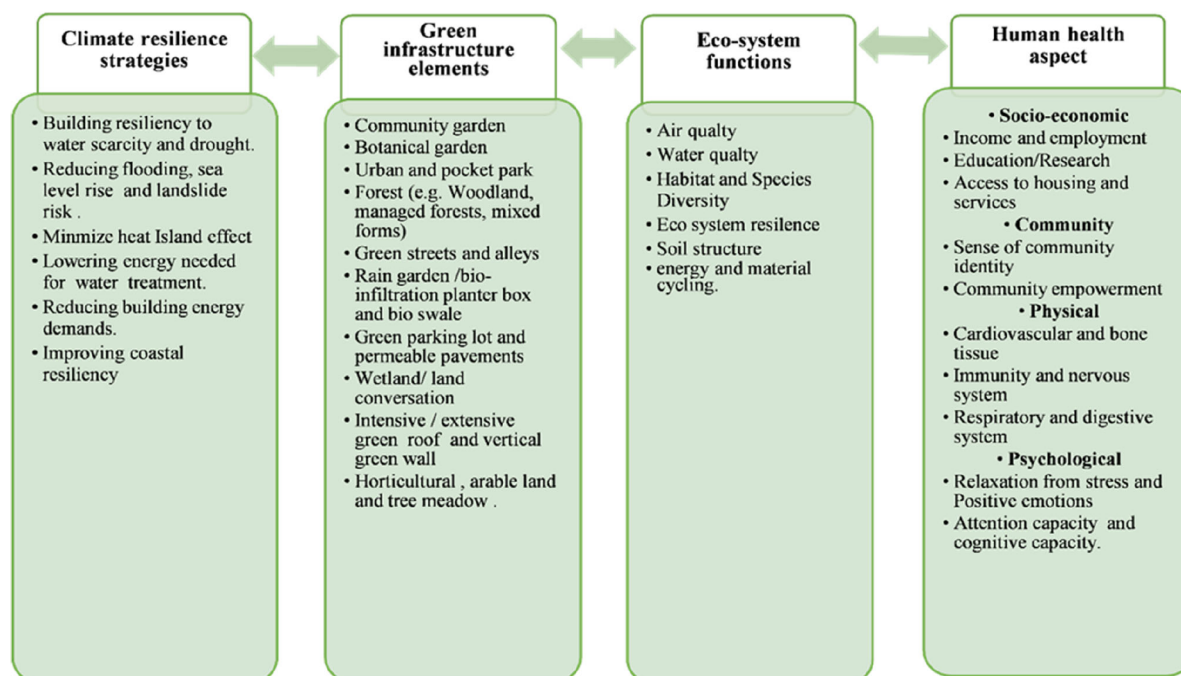 Climate resilience
strategies
• Building resiliency to
water scarcity and drought.
• Reducing flooding, sea
level rise and landslide
risk .
• Minmize heat Island effect
• Lowering energy needed
for water treatment.
• Reducing building energy
demands.
• Improving coastal
resiliency
Green
infrastructure
elements
• Community garden
• Botanical garden
• Urban and pocket park
• Forest (e.g. Woodland,
managed forests, mixed
forms)
• Green streets and alleys
• Rain garden /bio-
infiltration planter box
and bio swale
• Green parking lot and
permeable pavements
• Wetland/ land
conversation
• Intensive / extensive
green roof and vertical
green wall
• Horticultural , arable land
and tree meadow .
Eco-system
functions
• Air qualty
• Water qualty
• Habitat and Species
Diversity
• Eco system resilence
• Soil structure
• energy and material
cycling.
Human health
aspect
• Socio-economic
• Income and employment
• Education/Research
• Access to housing and
services
• Community
• Sense of community
identity
• Community empowerment
• Physical
• Cardiovascular and bone
tissue
• Immunity and nervous
system
• Respiratory and digestive
system
• Psychological
• Relaxation from stress and
Positive emotions
• Attention capacity and
cognitive capacity.